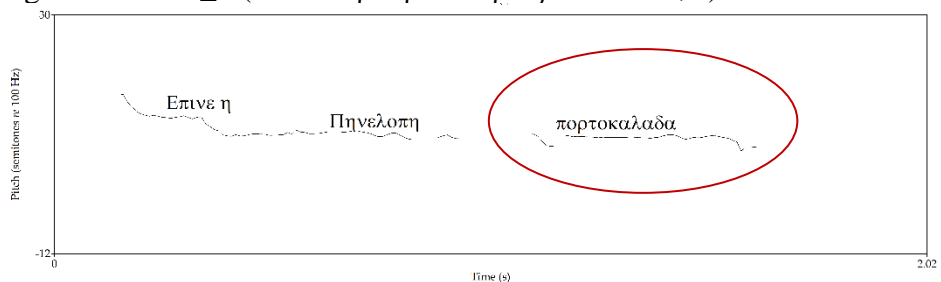 30
Επινε η
Πηνελοπη
πορτοκαλαδα
Pitch (semitones re 100 Hz)
-12
0
Time (s)
2.02